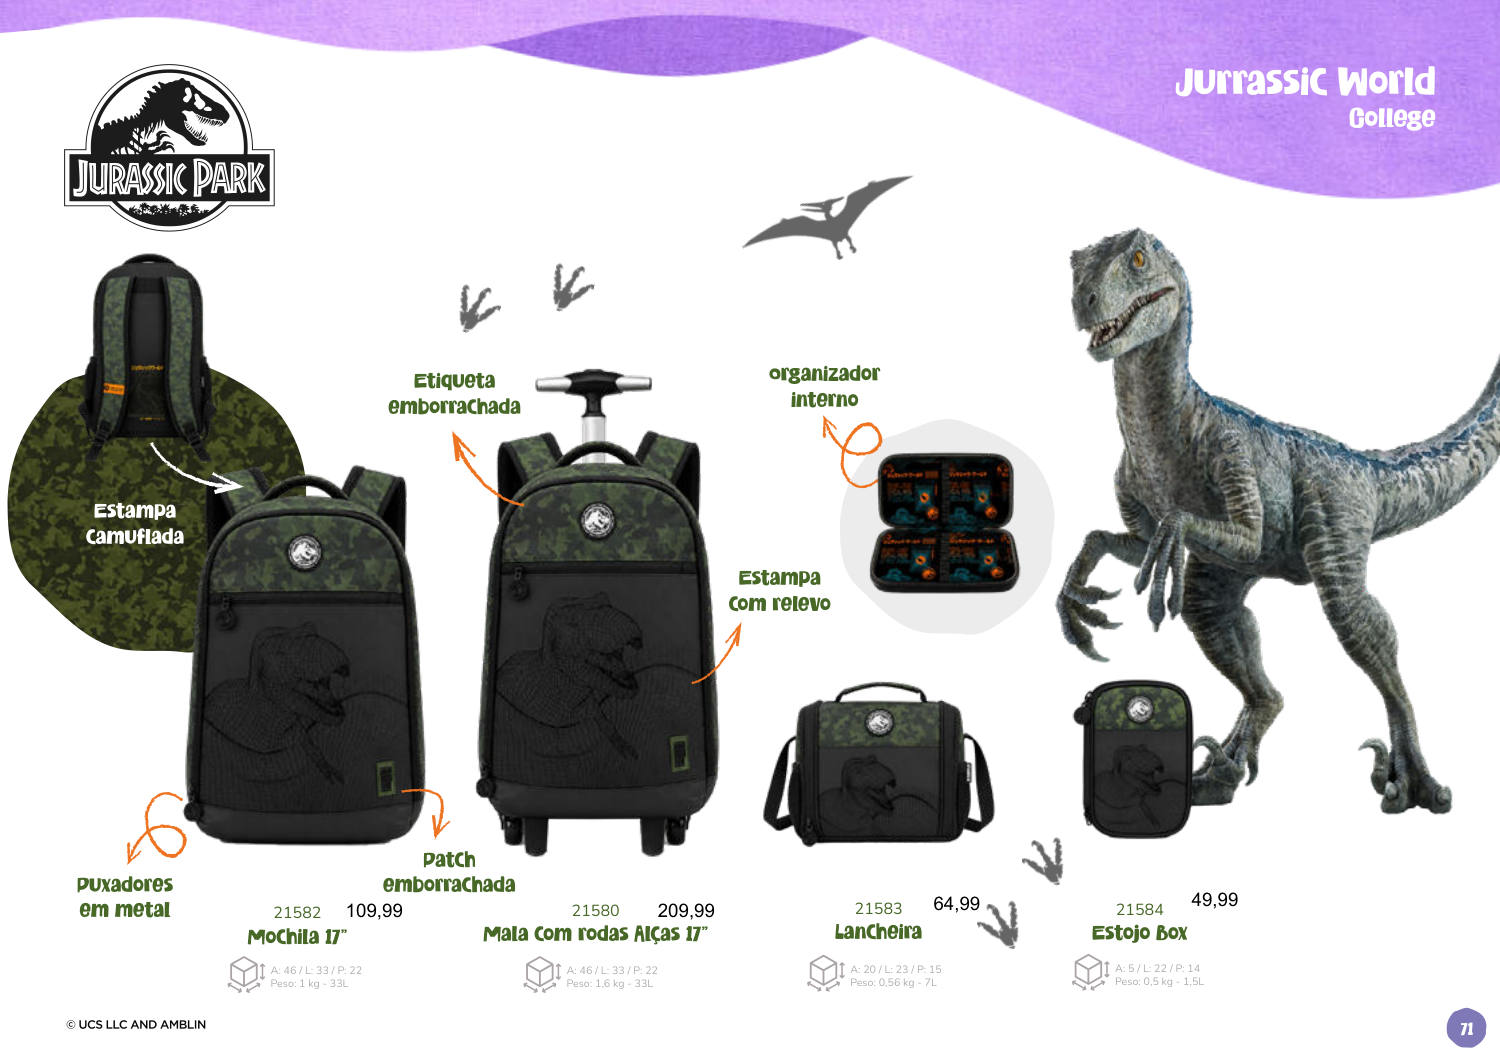 Jurrassic World
College
JURASSIC PARK
Etiqueta
emborrachada
organizador
interno
Estampa
Camuflada
Estampa
Com relevo
Patch
emborrachada
Puxadores
em metal
21582 109,99
Mochila 17”
A: 46 / L: 33 / P: 22
Peso: 1 kg - 33L
21580 209,99
Mala Com rodas Alças 17”
A: 46 / L: 33 / P: 22
Peso: 1,6 kg - 33L
21583 64,99
Lancheira
A: 20 / L: 23 / P: 15
Peso: 0,56 kg - 7L
21584 49,99
Estojo Box
A: 5 / L: 22 / P: 14
Peso: 0,5 kg - 1,5L
© UCS LLC AND AMBLIN
71